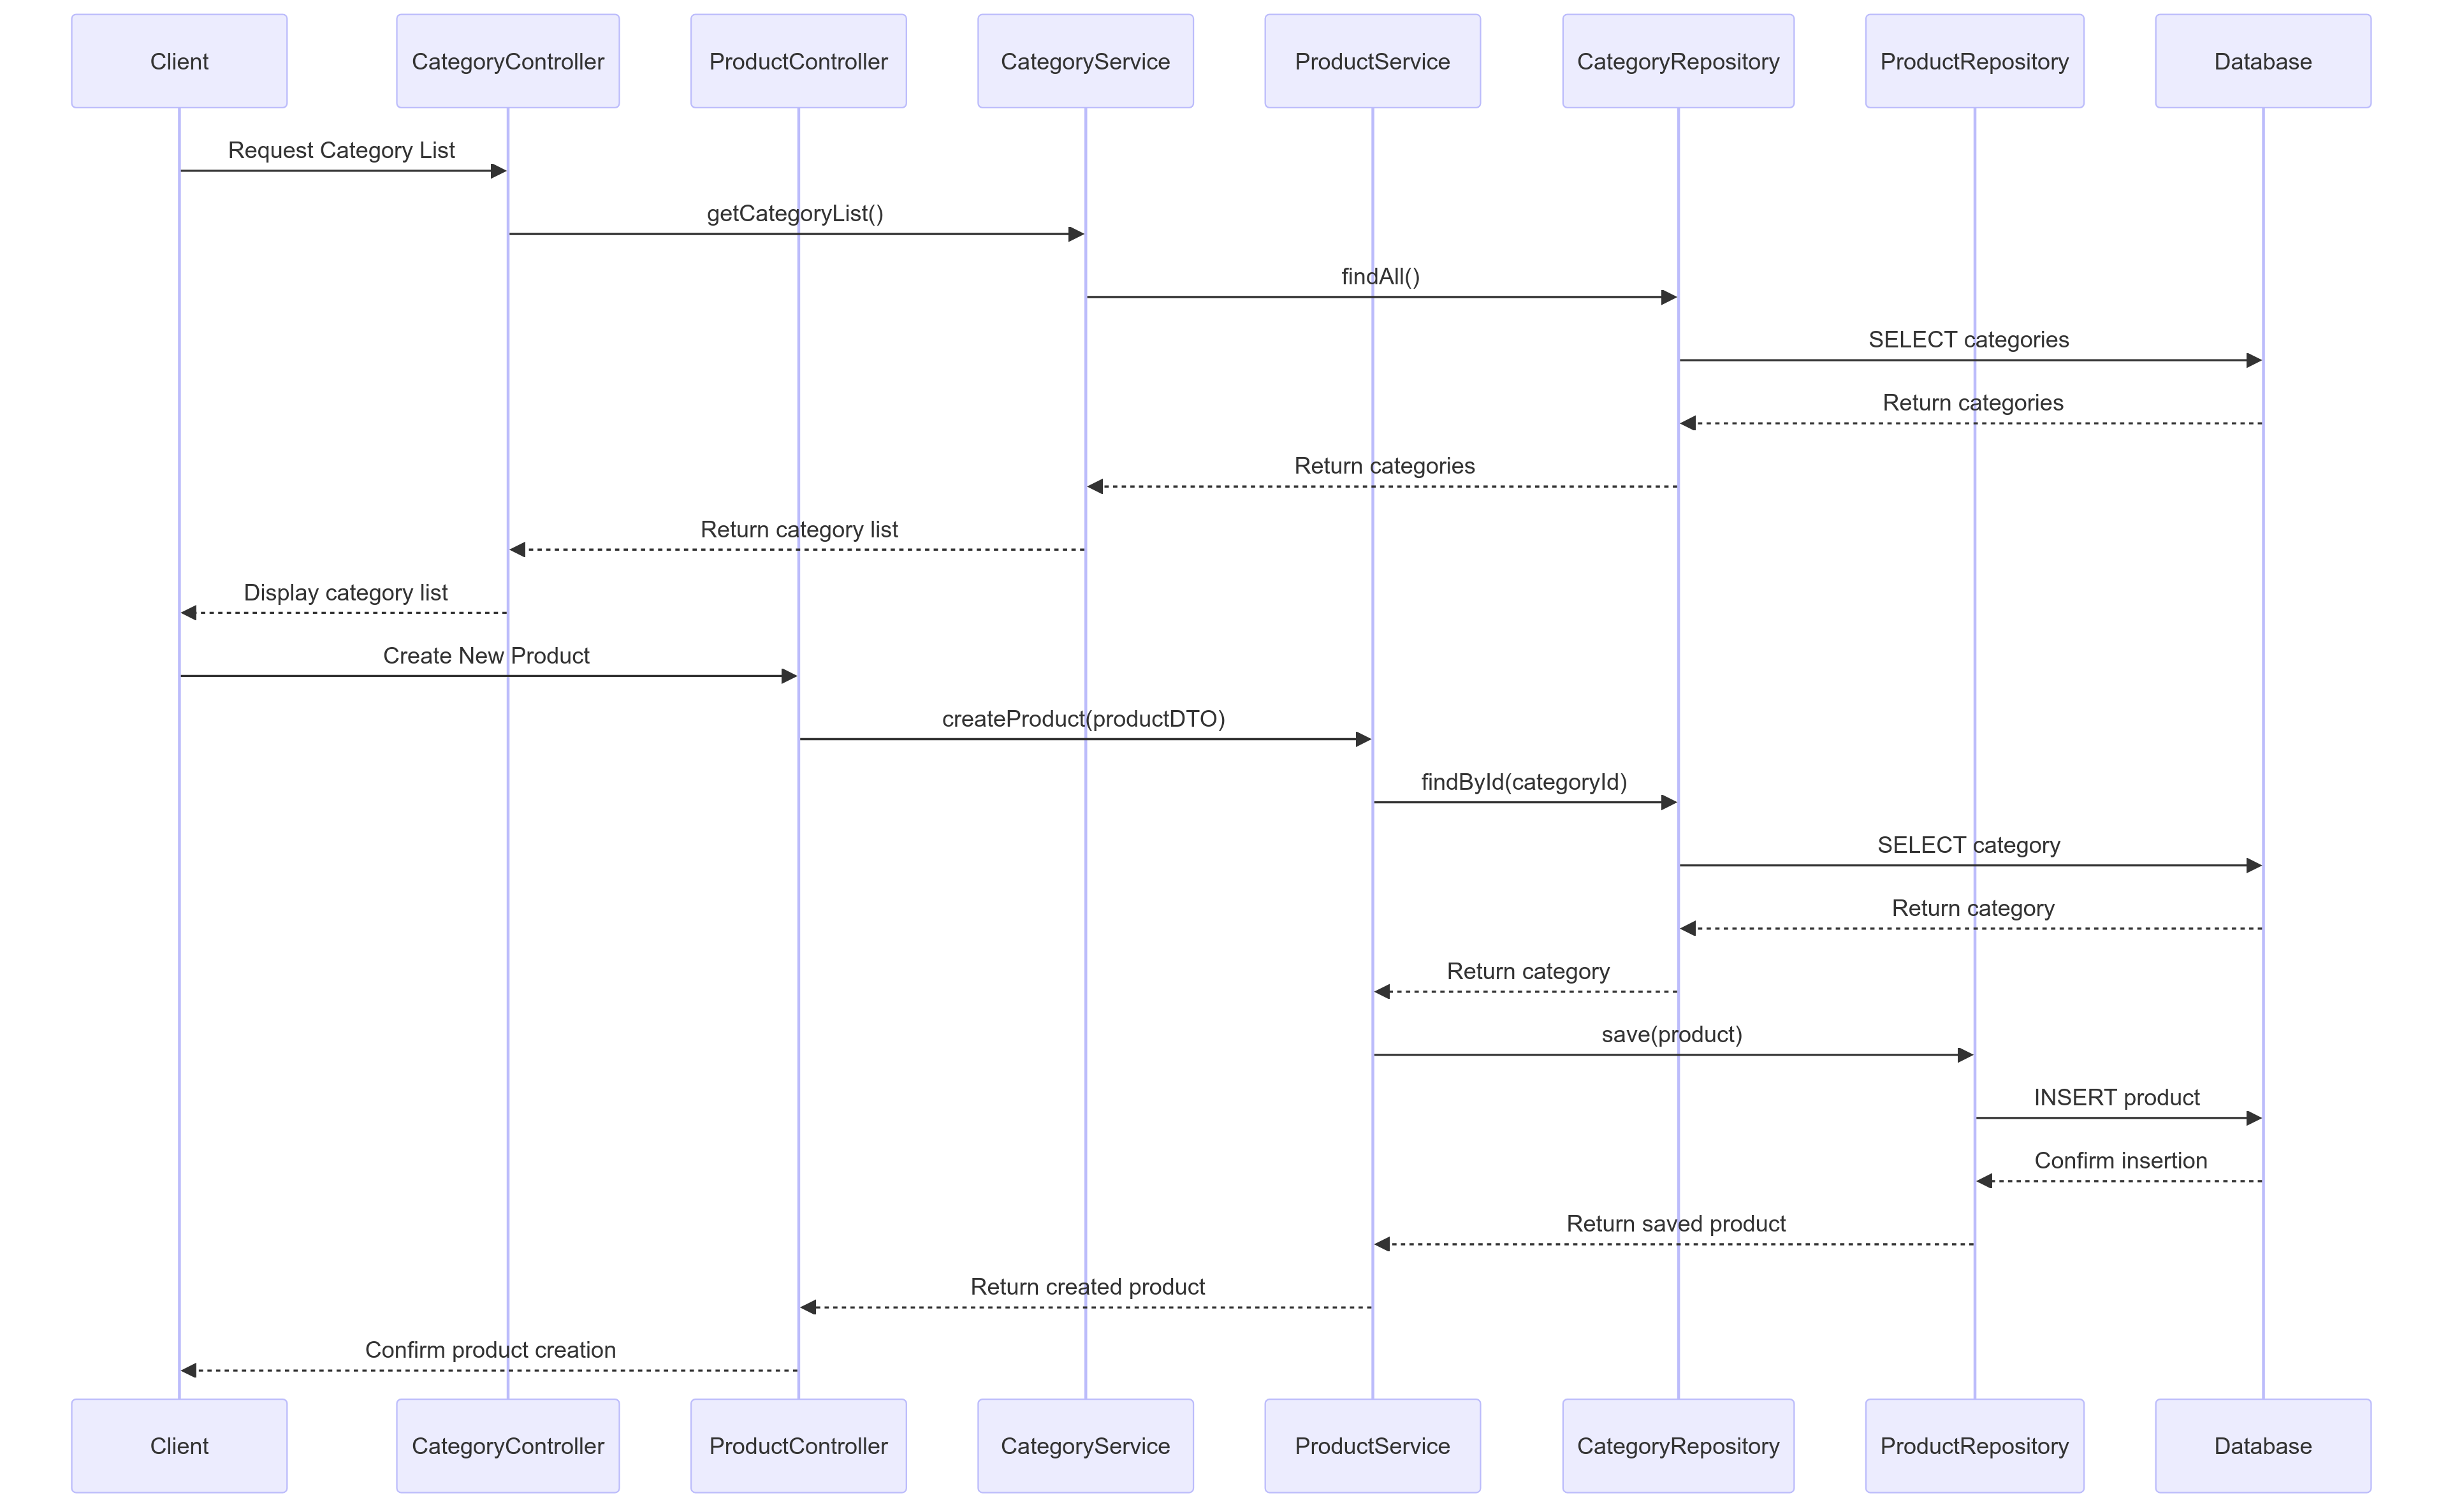 Client
CategoryController
ProductController
CategoryService
ProductService
CategoryRepository
ProductRepository
Database
Request Category List
getCategoryList()
findAll()
SELECT categories
Return categories
Return categories
Return category list
Display category list
Create New Product
createProduct(productDTO)
findById(categoryId)
SELECT category
Return category
Return category
save(product)
INSERT product
Confirm insertion
Return saved product
Return created product
Confirm product creation
Client
CategoryController
ProductController
CategoryService
ProductService
CategoryRepository
ProductRepository
Database